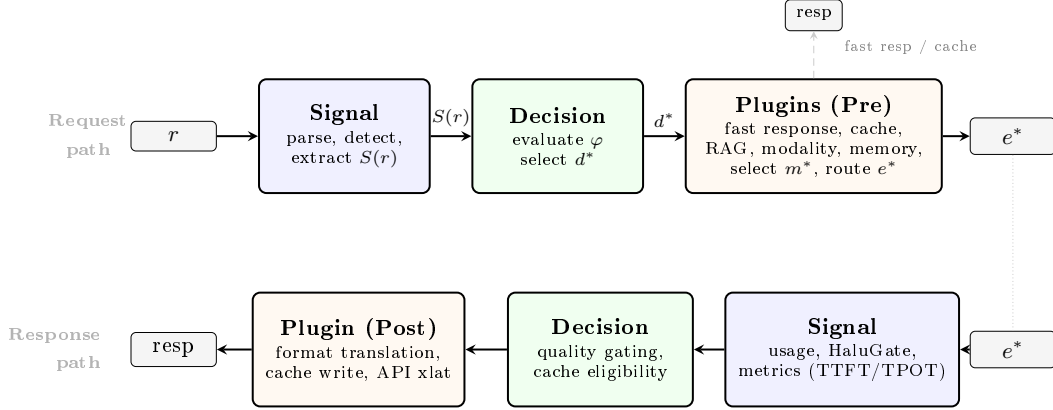 resp
fast resp / cache
Request
path
r
Signal
parse, detect,
extract S(r)
S(r)
Decision
evaluate φ
select d*
d*
Plugins (Pre)
fast response, cache,
RAG, modality, memory,
select m*, route e*
e*
Response
path
resp
Plugin (Post)
format translation,
cache write, API xlat
Decision
quality gating,
cache eligibility
Signal
usage, HaluGate,
metrics (TTFT/TPOT)
e*